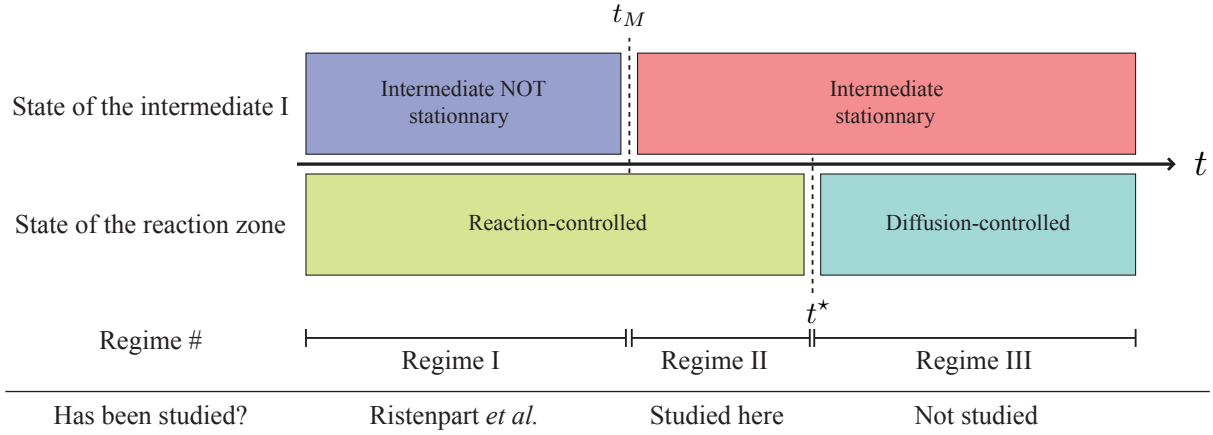 t_M
State of the intermediate I
Intermediate NOT
stationnary
Intermediate
stationnary
t
State of the reaction zone
Reaction-controlled
Diffusion-controlled
t⋆
Regime #
Regime I
Regime II
Regime III
Has been studied?
Ristenpart et al.
Studied here
Not studied